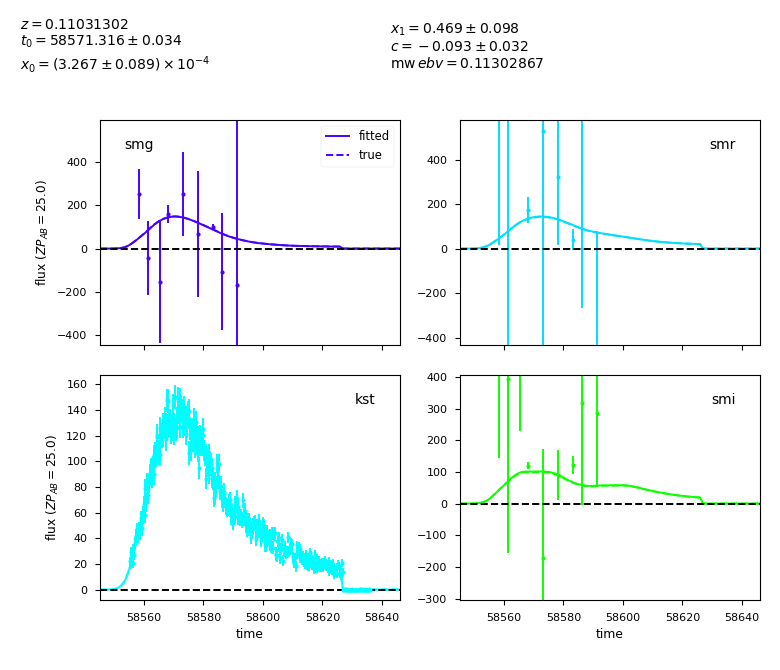 z = 0.11031302
t₀ = 58571.316 ± 0.034
x₀ = (3.267 ± 0.089) × 10⁻⁴
x₁ = 0.469 ± 0.098
c = −0.093 ± 0.032
mw ebv = 0.11302867
smg
fitted
true
400
200
0
−200
−400
flux (ZP_AB = 25.0)
smr
400
200
0
−200
−400
kst
160
140
120
100
80
60
40
20
0
flux (ZP_AB = 25.0)
58560 58580 58600 58620 58640
time
smi
400
300
200
100
0
−100
−200
−300
58560 58580 58600 58620 58640
time